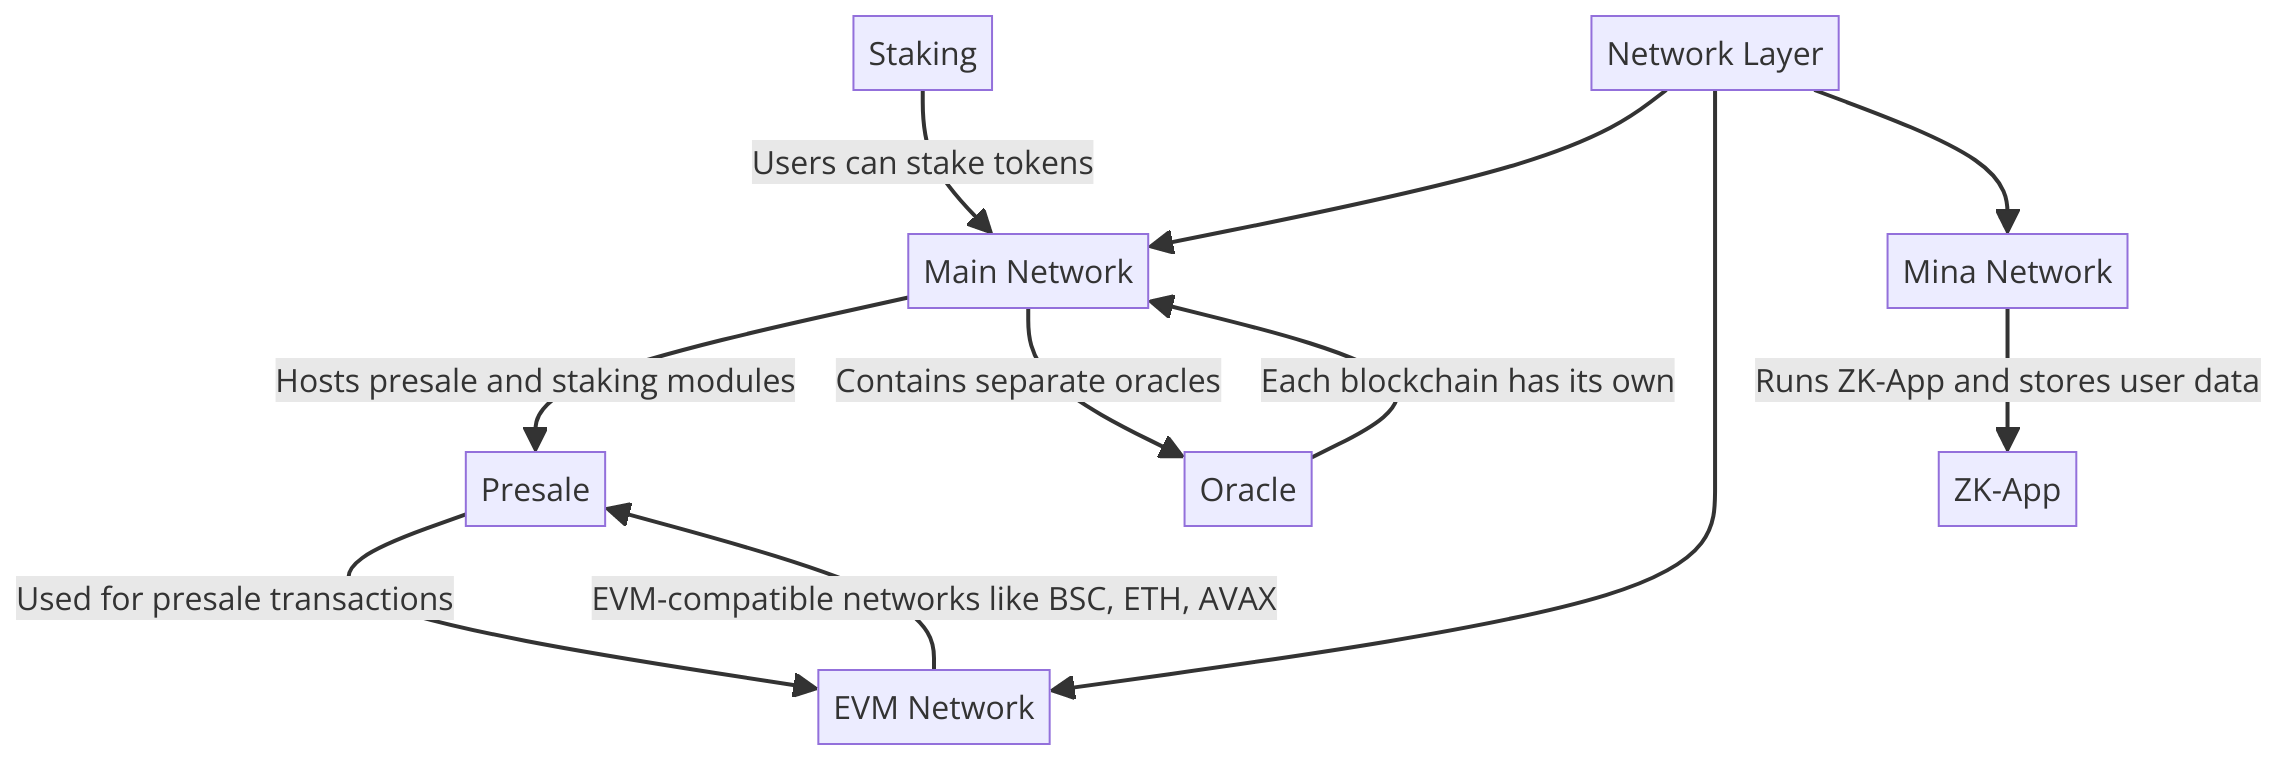 Staking
Network Layer
Users can stake tokens
Main Network
Mina Network
Hosts presale and staking modules
Contains separate oracles
Each blockchain has its own
Runs ZK-App and stores user data
Presale
Oracle
ZK-App
Used for presale transactions
EVM-compatible networks like BSC, ETH, AVAX
EVM Network